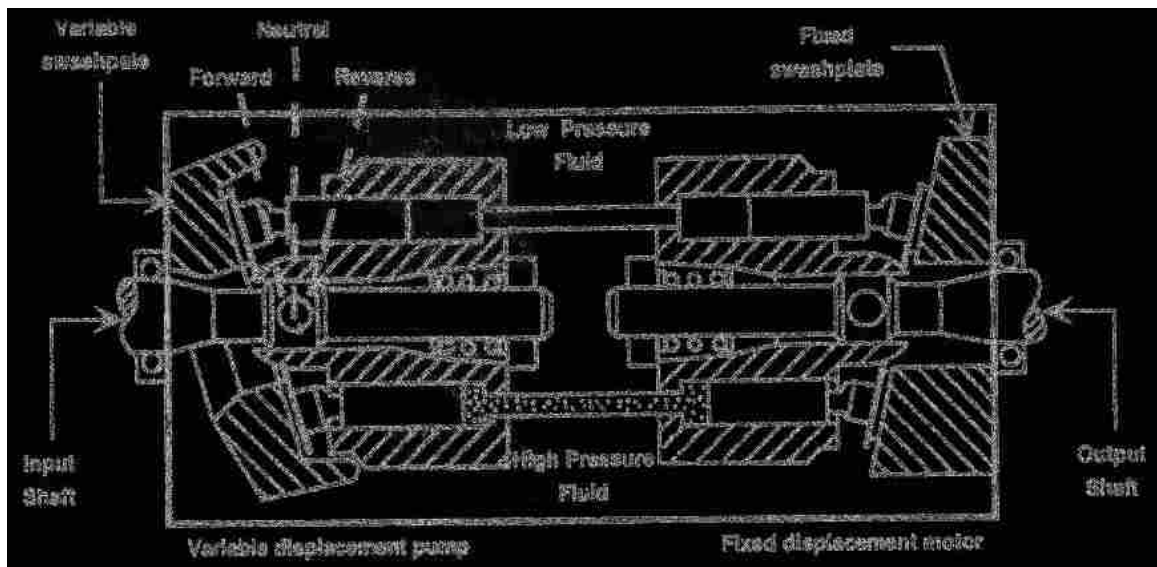 Variable
swashpate
Neutral
Forward
Reverse
Fixed
swashplate
Low Pressure
Fluid
Input
Shaft
High Pressure
Fluid
Output
Shaft
Variable displacement pump
Fixed displacement motor